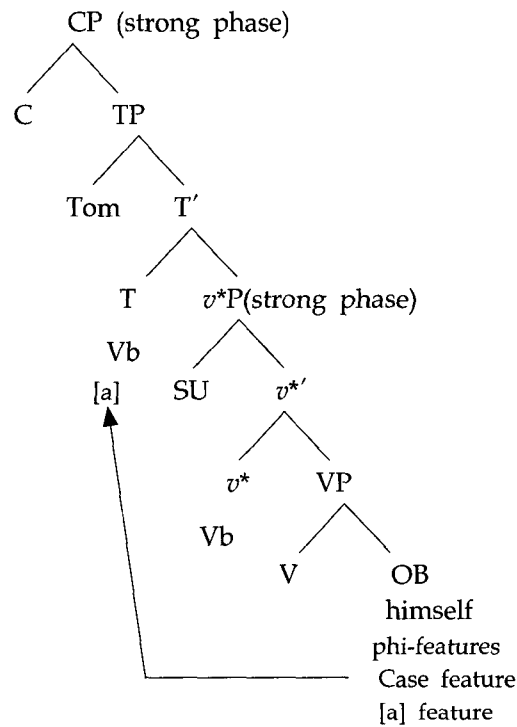 CP (strong phase)
C TP
Tom T′
T v*P(strong phase)
Vb
[a] SU v*′
v* VP
Vb
V OB
himself
phi-features
Case feature
[a] feature